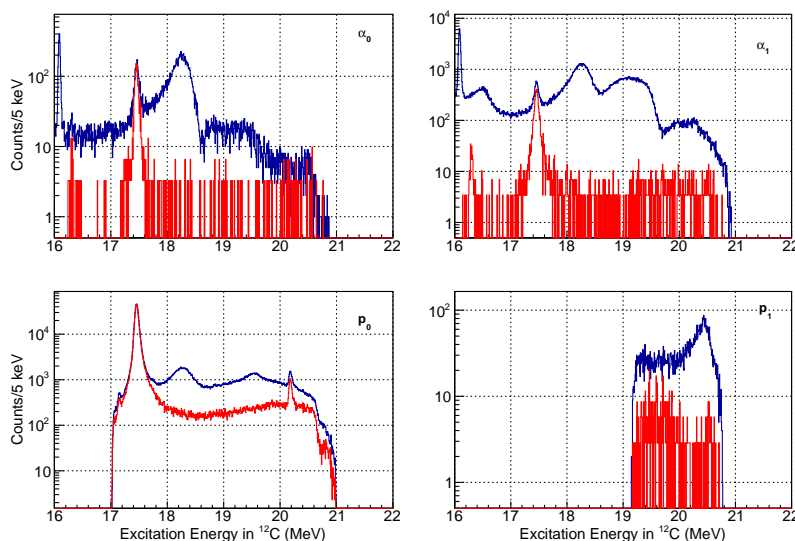 α₀
Counts/5 keV
10²
10
1
16 17 18 19 20 21 22
α₁
10⁴
10³
10²
10
1
16 17 18 19 20 21 22
p₀
Counts/5 keV
10⁴
10³
10²
10
16 17 18 19 20 21 22
Excitation Energy in ¹²C (MeV)
p₁
10²
10
1
16 17 18 19 20 21 22
Excitation Energy in ¹²C (MeV)